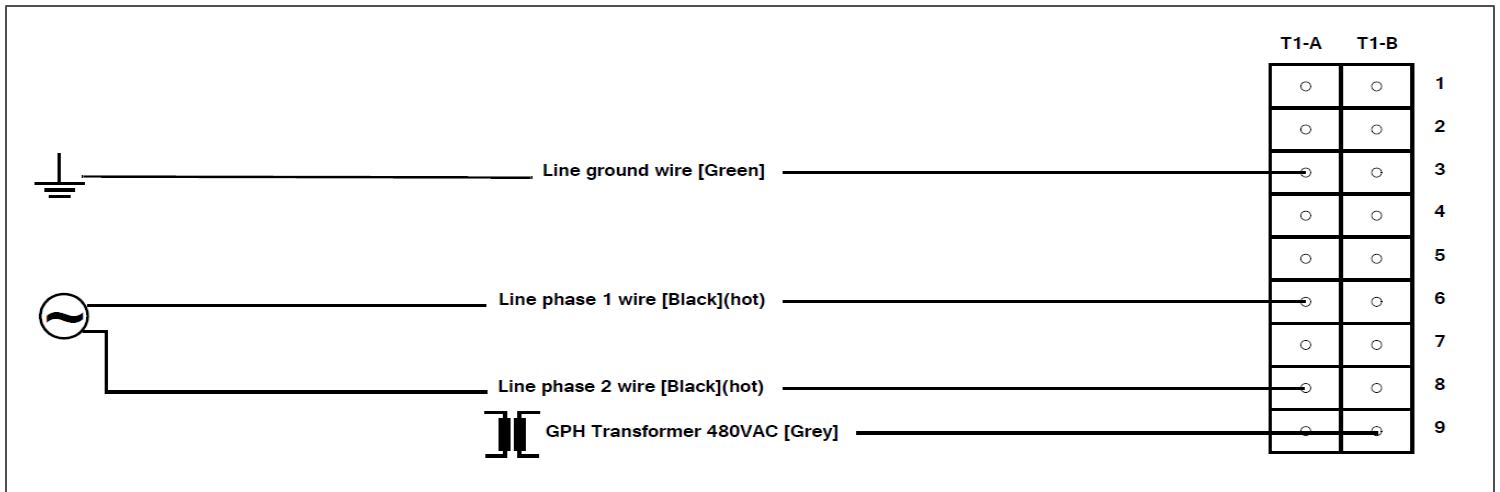 T1-A T1-B
1
2
Line ground wire [Green] 3
4
5
Line phase 1 wire [Black](hot) 6
7
Line phase 2 wire [Black](hot) 8
GPH Transformer 480VAC [Grey] 9